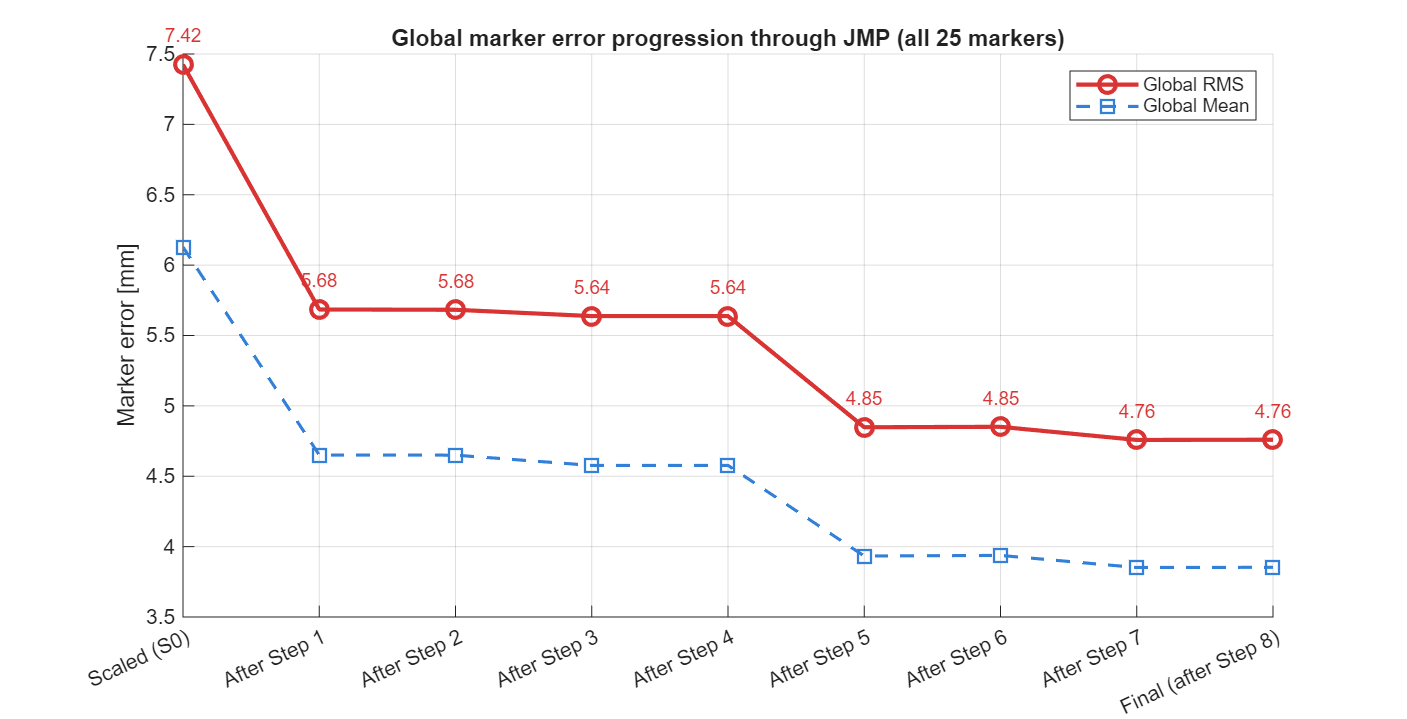 Global marker error progression through JMP (all 25 markers)
7.42
Global RMS
Global Mean
Marker error [mm]
7.5
7
6.5
6
5.5
5
4.5
4
3.5
5.68
5.68
5.64
5.64
4.85
4.85
4.76
4.76
Scaled (S0)
After Step 1
After Step 2
After Step 3
After Step 4
After Step 5
After Step 6
After Step 7
Final (after Step 8)